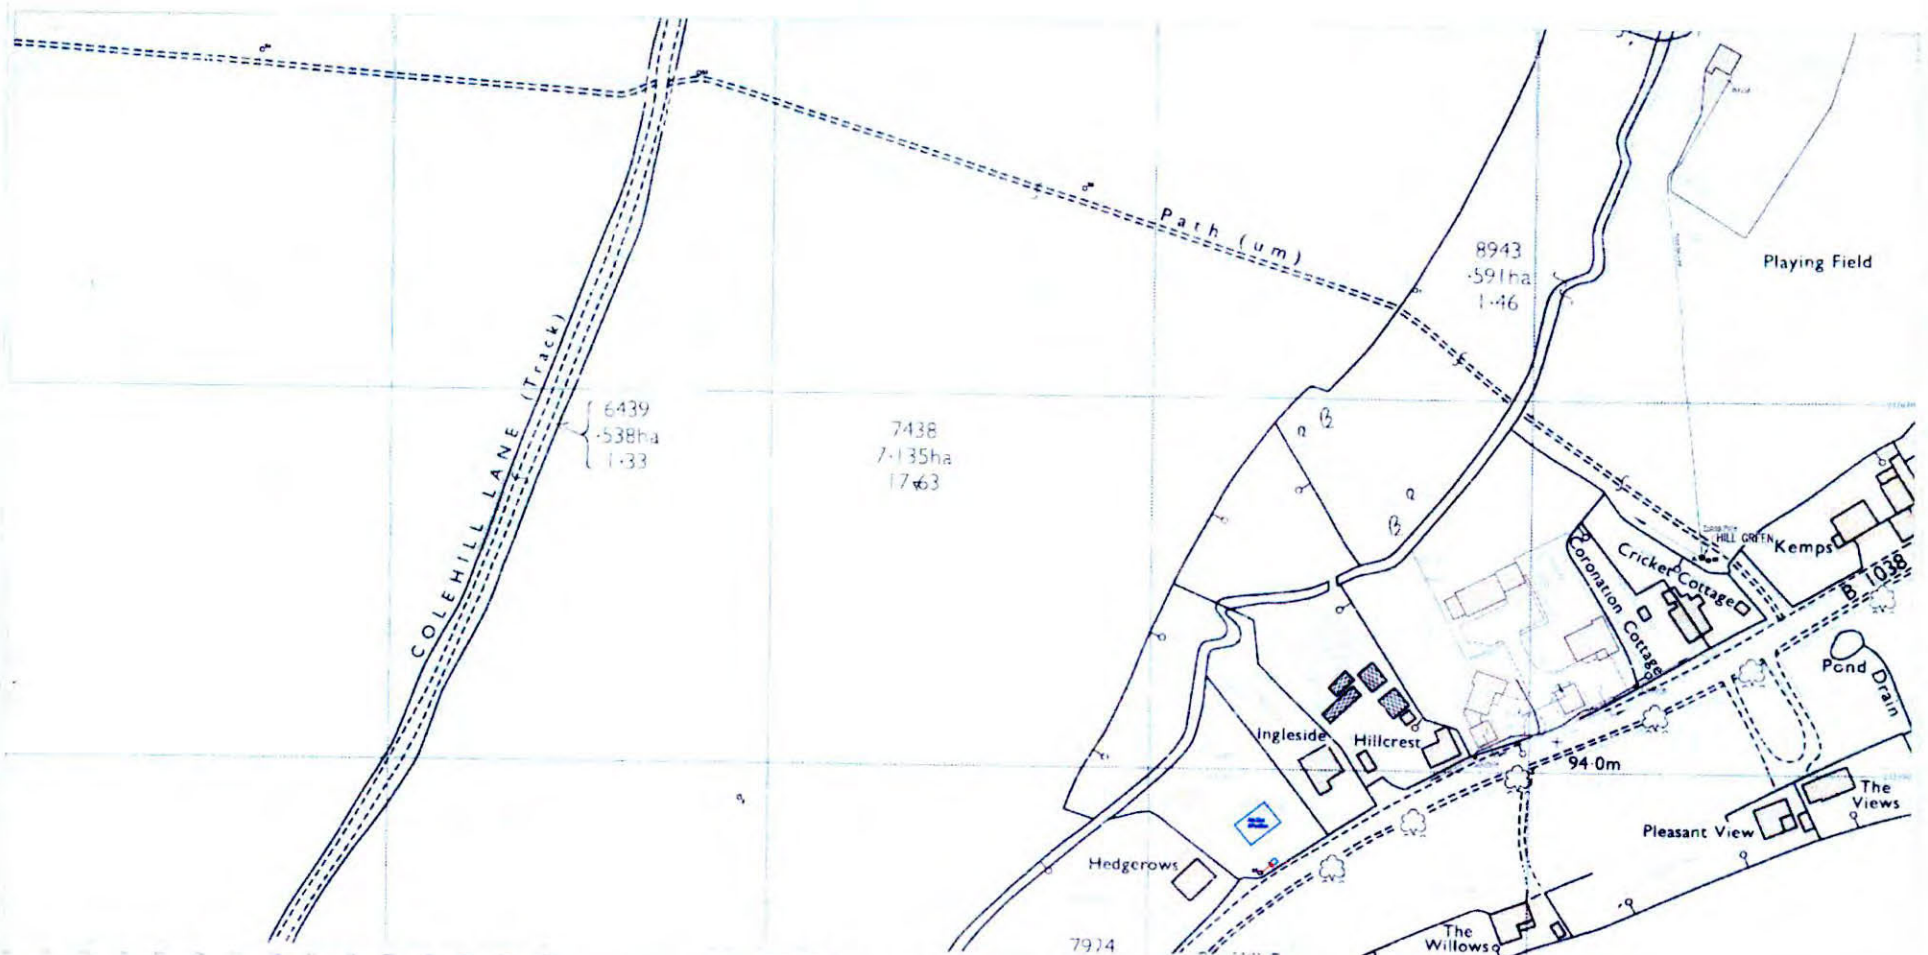 Path (um)
8943
·591ha
1·46
Playing Field
COLEHILL LANE (Track)
6439
·538ha
1·33
7438
7·135ha
17·63
HILL GREEN
Kemps
Cricket Cottage
Coronation Cottage
B 1038
Pond
Drain
Ingleside
Hillcrest
94·0m
The
Views
Pleasant View
Hedgerows
The
Willows